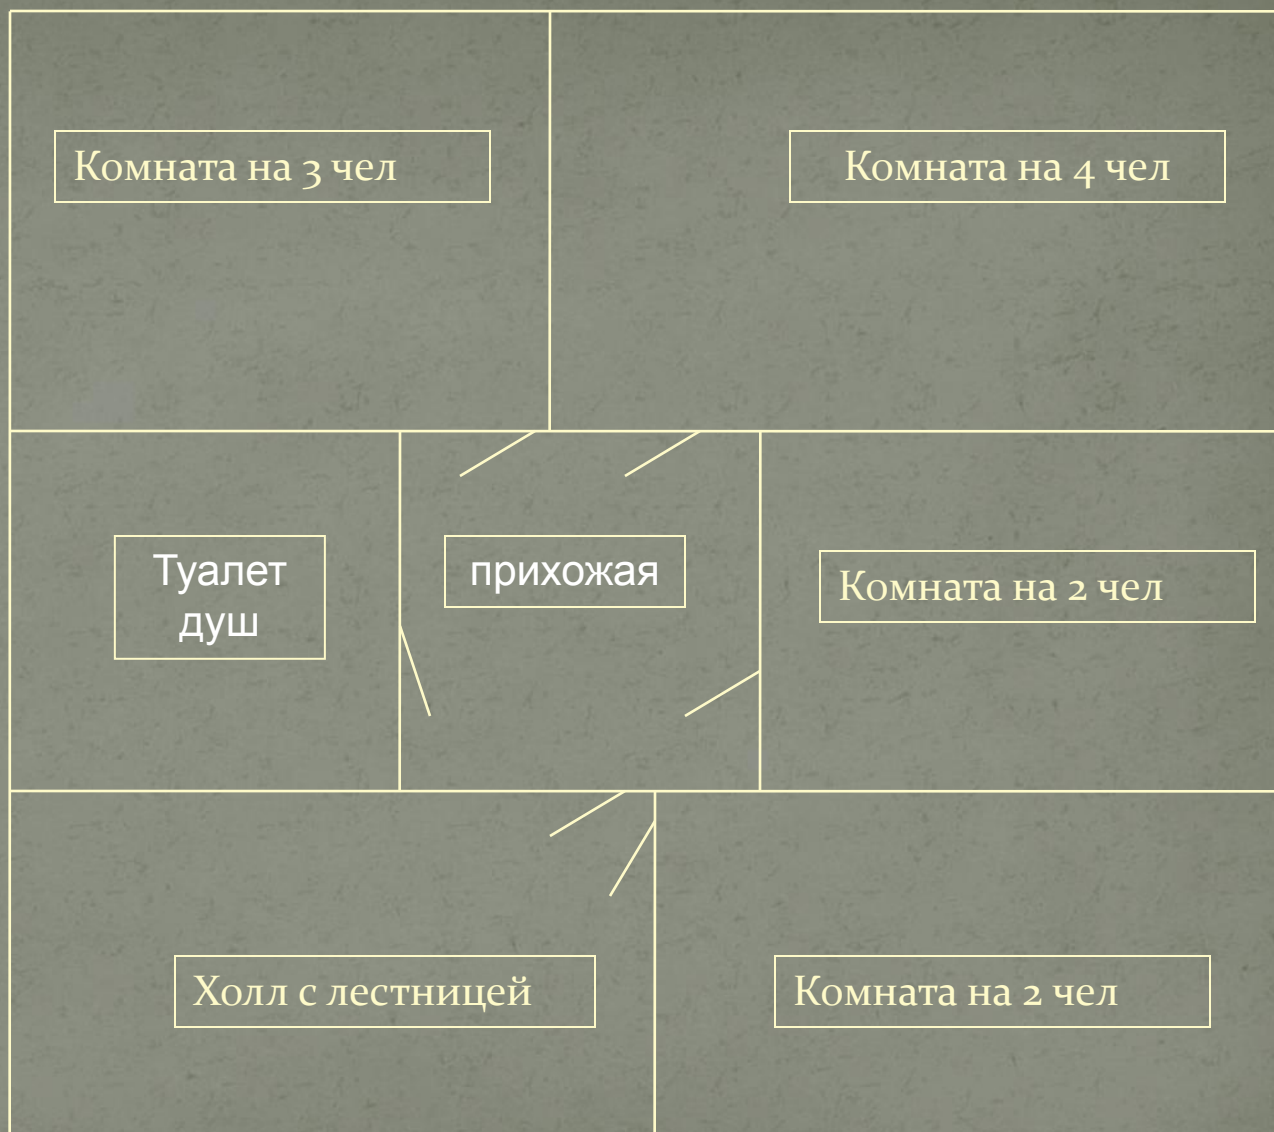 Комната на 3 чел
Комната на 4 чел
Туалет
душ
прихожая
Комната на 2 чел
Холл с лестницей
Комната на 2 чел